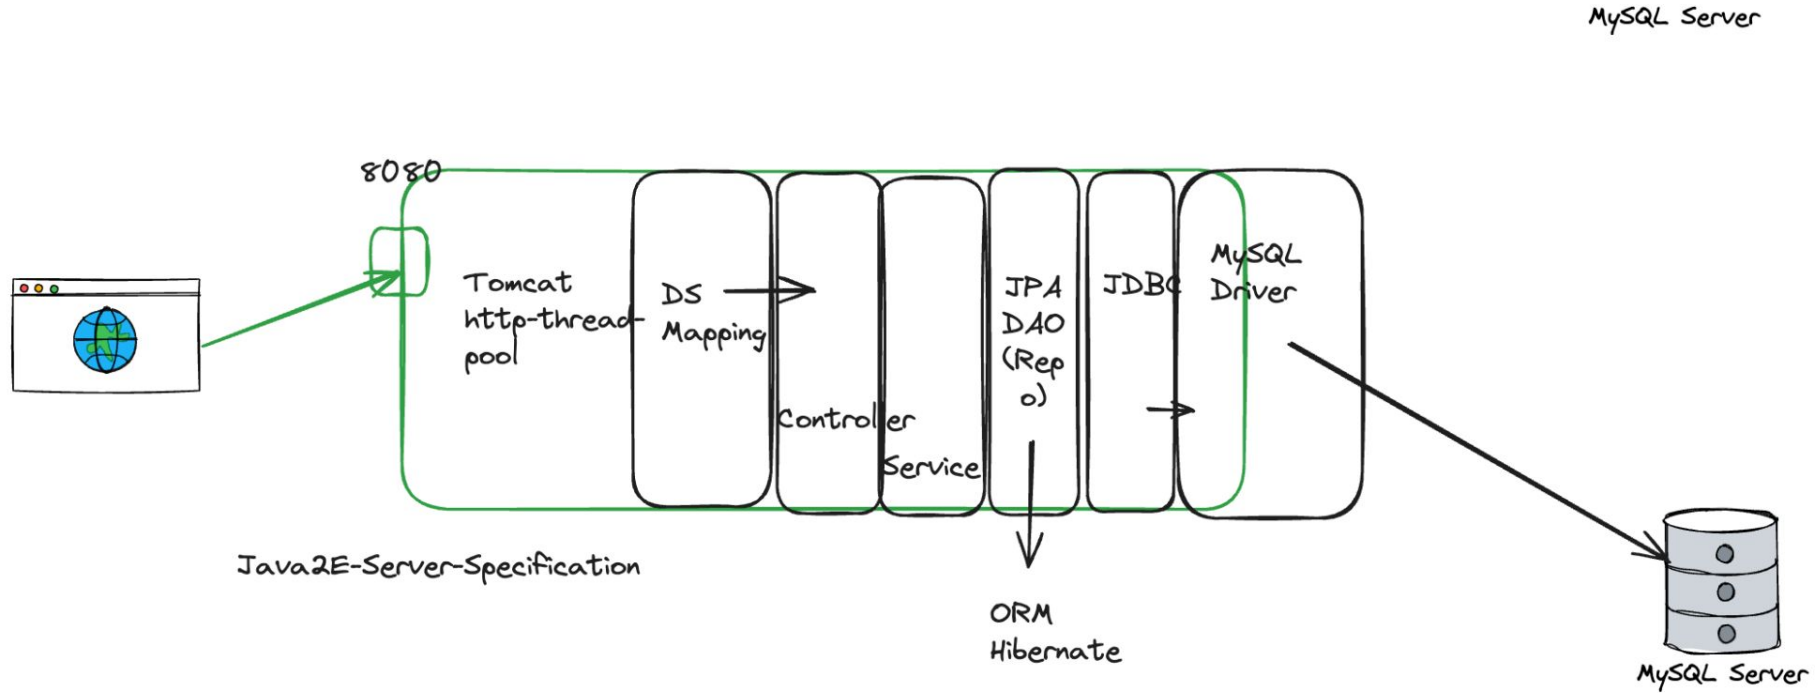 MySQL Server
8080
Tomcat
http-thread-
pool
DS
Mapping
Controller
Service
JPA
DAO
(Rep
o)
JDBC
MySQL
Driver
Java2E-Server-Specification
ORM
Hibernate
MySQL Server